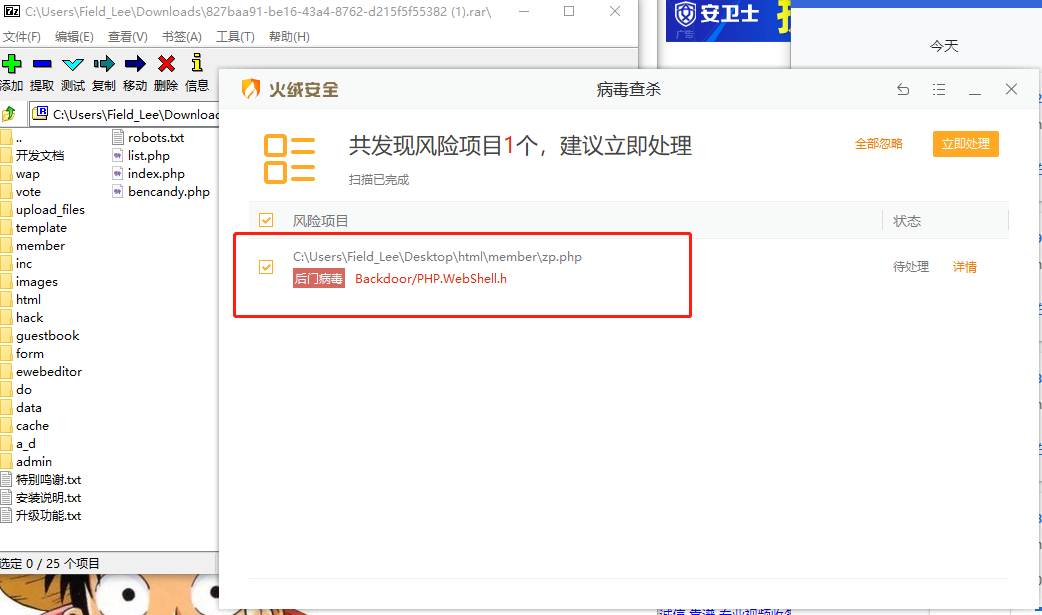 C:\Users\Field_Lee\Downloads\827baa91-be16-43a4-8762-d215f5f55382 (1).rar\
文件(F) 编辑(E) 查看(V) 书签(A) 工具(T) 帮助(H)
添加 提取 测试 复制 移动 删除 信息
C:\Users\Field_Lee\Downloa
..
开发文档
wap
vote
upload_files
template
member
inc
images
html
hack
guestbook
form
ewebeditor
do
data
cache
a_d
admin
特别鸣谢.txt
安装说明.txt
升级功能.txt
robots.txt
list.php
index.php
bencandy.php
选定 0 / 25 个项目
安卫士
广告
今天
火绒安全
病毒查杀
共发现风险项目1个，建议立即处理
扫描已完成
全部忽略
立即处理
风险项目
状态
C:\Users\Field_Lee\Desktop\html\member\zp.php
后门病毒 Backdoor/PHP.WebShell.h
待处理 详情